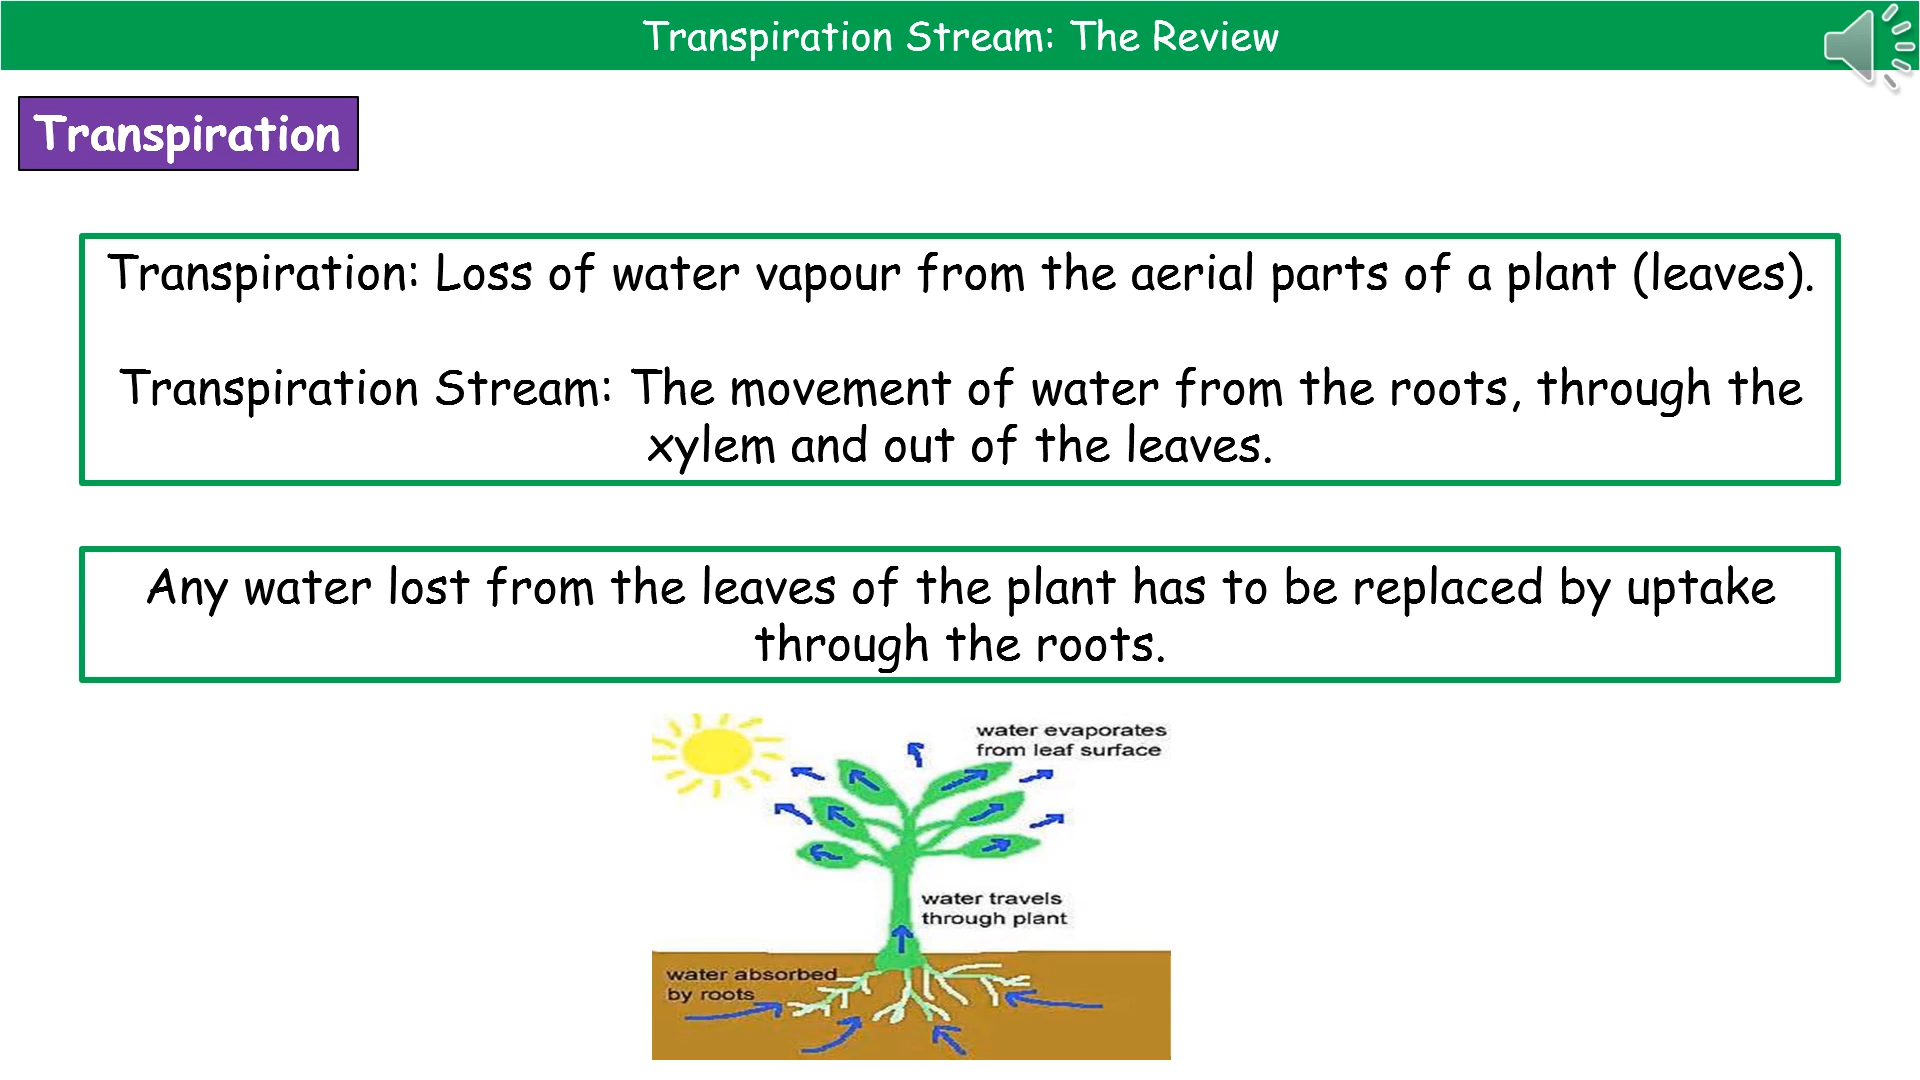 Transpiration Stream: The Review
Transpiration
Transpiration: Loss of water vapour from the aerial parts of a plant (leaves).
Transpiration Stream: The movement of water from the roots, through the
xylem and out of the leaves.
Any water lost from the leaves of the plant has to be replaced by uptake
through the roots.
water evaporates
from leaf surface
water travels
through plant
water absorbed
by roots